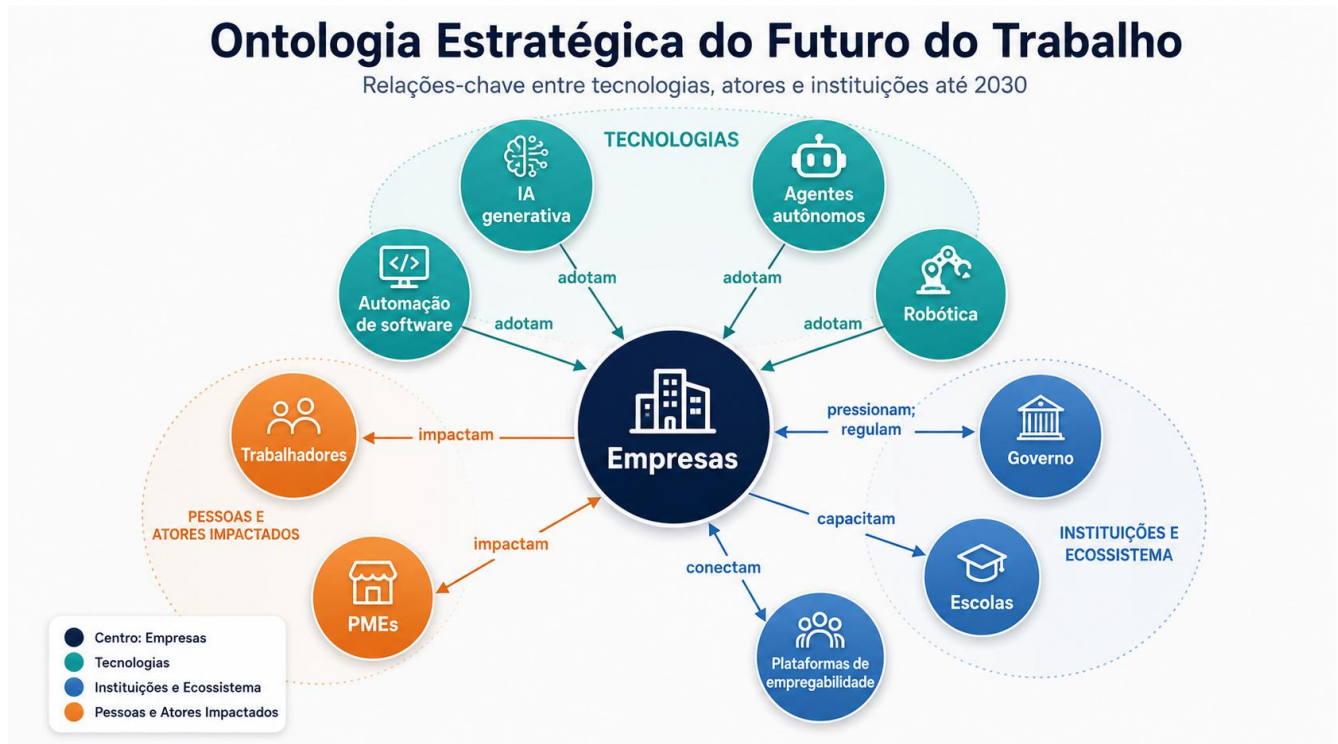 Ontologia Estratégica do Futuro do Trabalho
Relações-chave entre tecnologias, atores e instituições até 2030
TECNOLOGIAS
IA
generativa
Agentes
autônomos
</>
Automação
de software
Robótica
adotam
adotam
adotam
adotam
Empresas
Trabalhadores
impactam
pressionam;
regulam
Governo
PESSOAS E
ATORES IMPACTADOS
impactam
PMEs
capacitam
INSTITUIÇÕES E
ECOSSISTEMA
Escolas
conectam
Plataformas de
empregabilidade
Centro: Empresas
Tecnologias
Instituições e Ecossistema
Pessoas e Atores Impactados